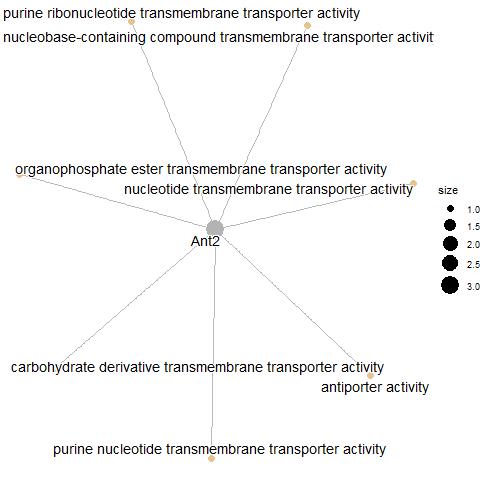 purine ribonucleotide transmembrane transporter activity
nucleobase-containing compound transmembrane transporter activit
organophosphate ester transmembrane transporter activity
nucleotide transmembrane transporter activity
size
1.0
1.5
2.0
2.5
3.0
Ant2
carbohydrate derivative transmembrane transporter activity
antiporter activity
purine nucleotide transmembrane transporter activity